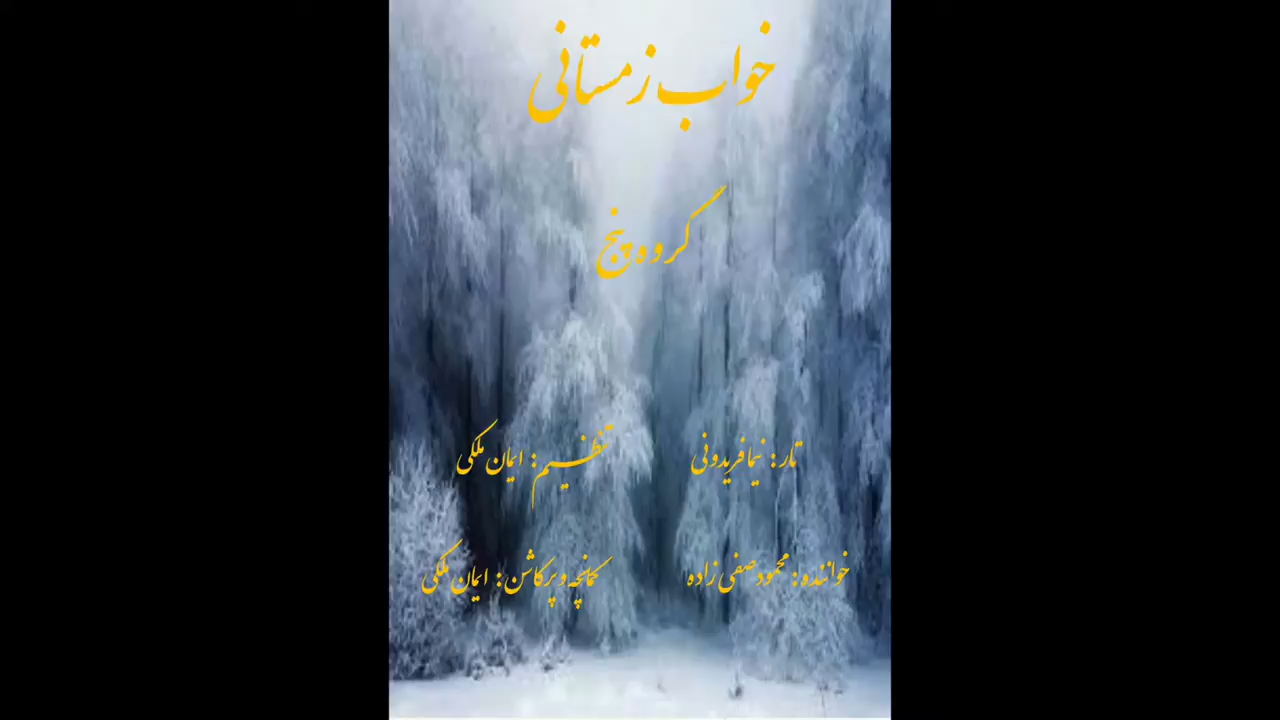 خواب زمستانی
گروه پنج
تار: نیما فریدونی
تنظیم: ایمان ملکی
خواننده: محمود صفی زاده
کمانچه و پرکاشن: ایمان ملکی